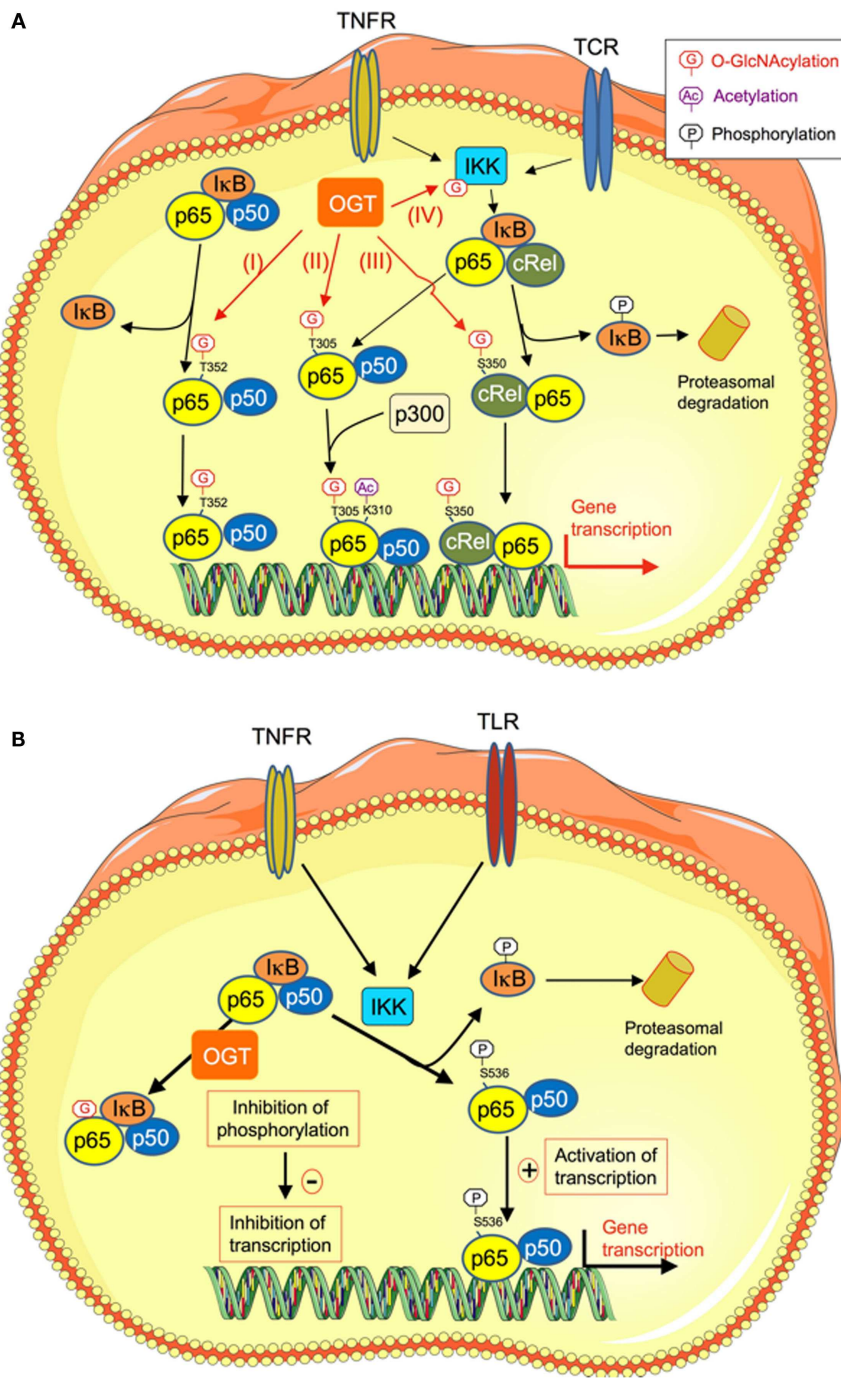 A
TNFR
TCR
G O-GlcNAcylation
Ac Acetylation
P Phosphorylation
IκB
p65
p50
OGT
IKK
G
(I)
(II)
(III)
(IV)
IκB
p65
cRel
IκB
G
T352
p65
p50
G
T305
p65
p50
G
S350
cRel
p65
P
IκB
Proteasomal
degradation
p300
G
T352
p65
p50
G
Ac
T305
K310
p65
p50
G
S350
cRel
p65
Gene
transcription
B
TNFR
TLR
IκB
p65
p50
IKK
P
IκB
Proteasomal
degradation
OGT
G
IκB
p65
p50
Inhibition of
phosphorylation
-
Inhibition of
transcription
P
S536
p65
p50
+
Activation of
transcription
P
S536
p65
p50
Gene
transcription